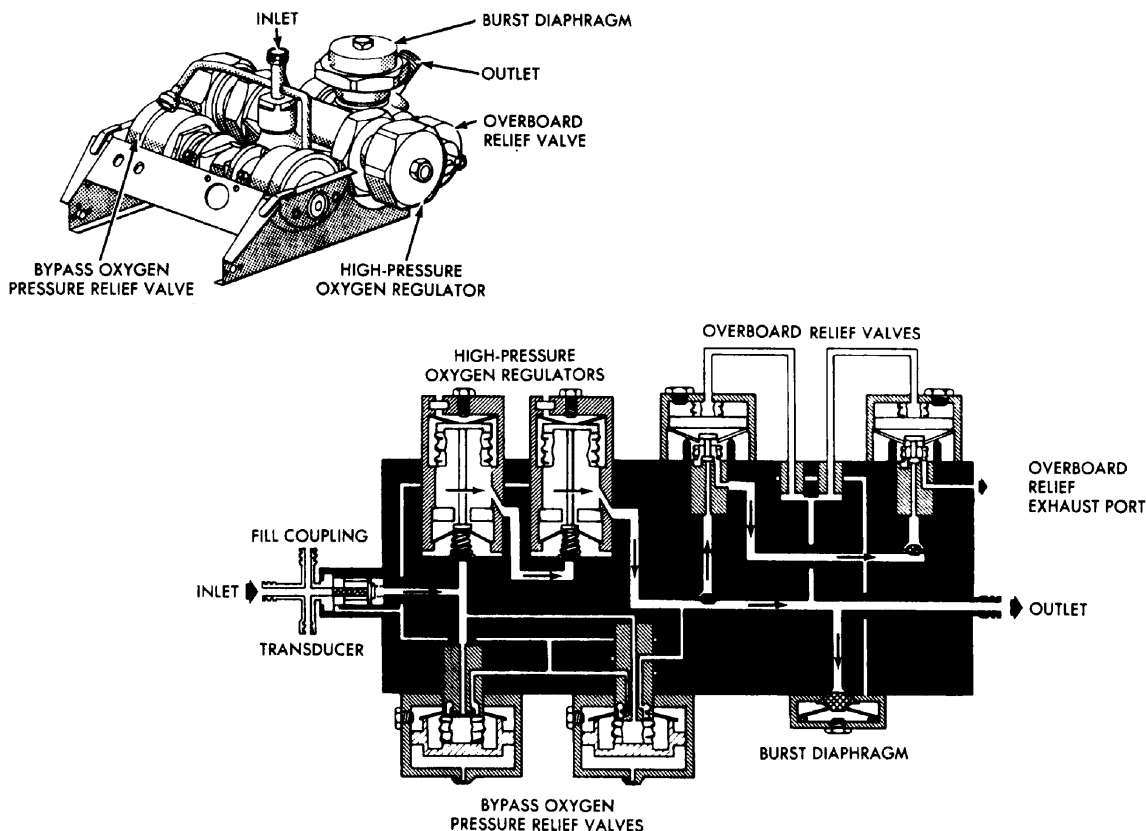 INLET
BURST DIAPHRAGM
OUTLET
OVERBOARD
RELIEF VALVE
BYPASS OXYGEN
PRESSURE RELIEF VALVE
HIGH-PRESSURE
OXYGEN REGULATOR
OVERBOARD RELIEF VALVES
HIGH-PRESSURE
OXYGEN REGULATORS
OVERBOARD
RELIEF
EXHAUST PORT
FILL COUPLING
INLET
OUTLET
TRANSDUCER
BURST DIAPHRAGM
BYPASS OXYGEN
PRESSURE RELIEF VALVES